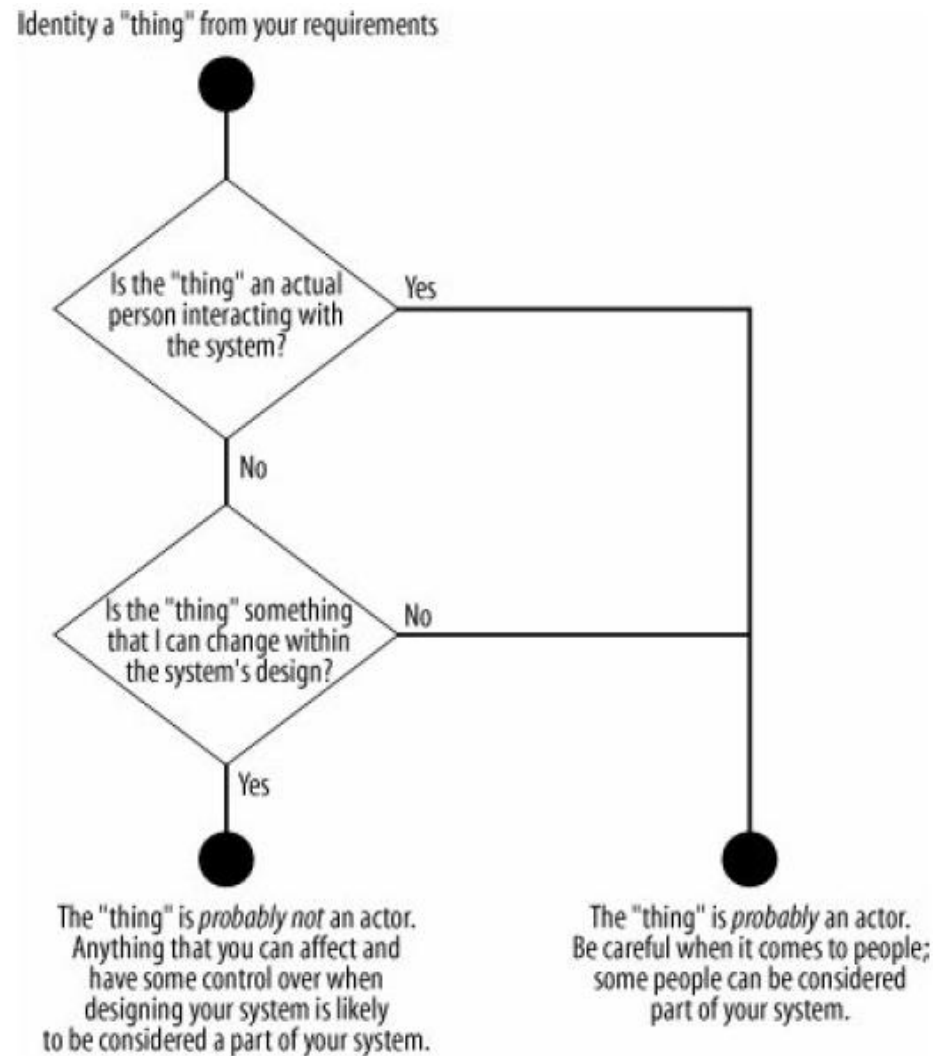 Identity a "thing" from your requirements
Is the "thing" an actual
person interacting with
the system?
Yes
No
Is the "thing" something
that I can change within
the system's design?
No
Yes
The "thing" is probably not an actor.
Anything that you can affect and
have some control over when
designing your system is likely
to be considered a part of your system.
The "thing" is probably an actor.
Be careful when it comes to people;
some people can be considered
part of your system.